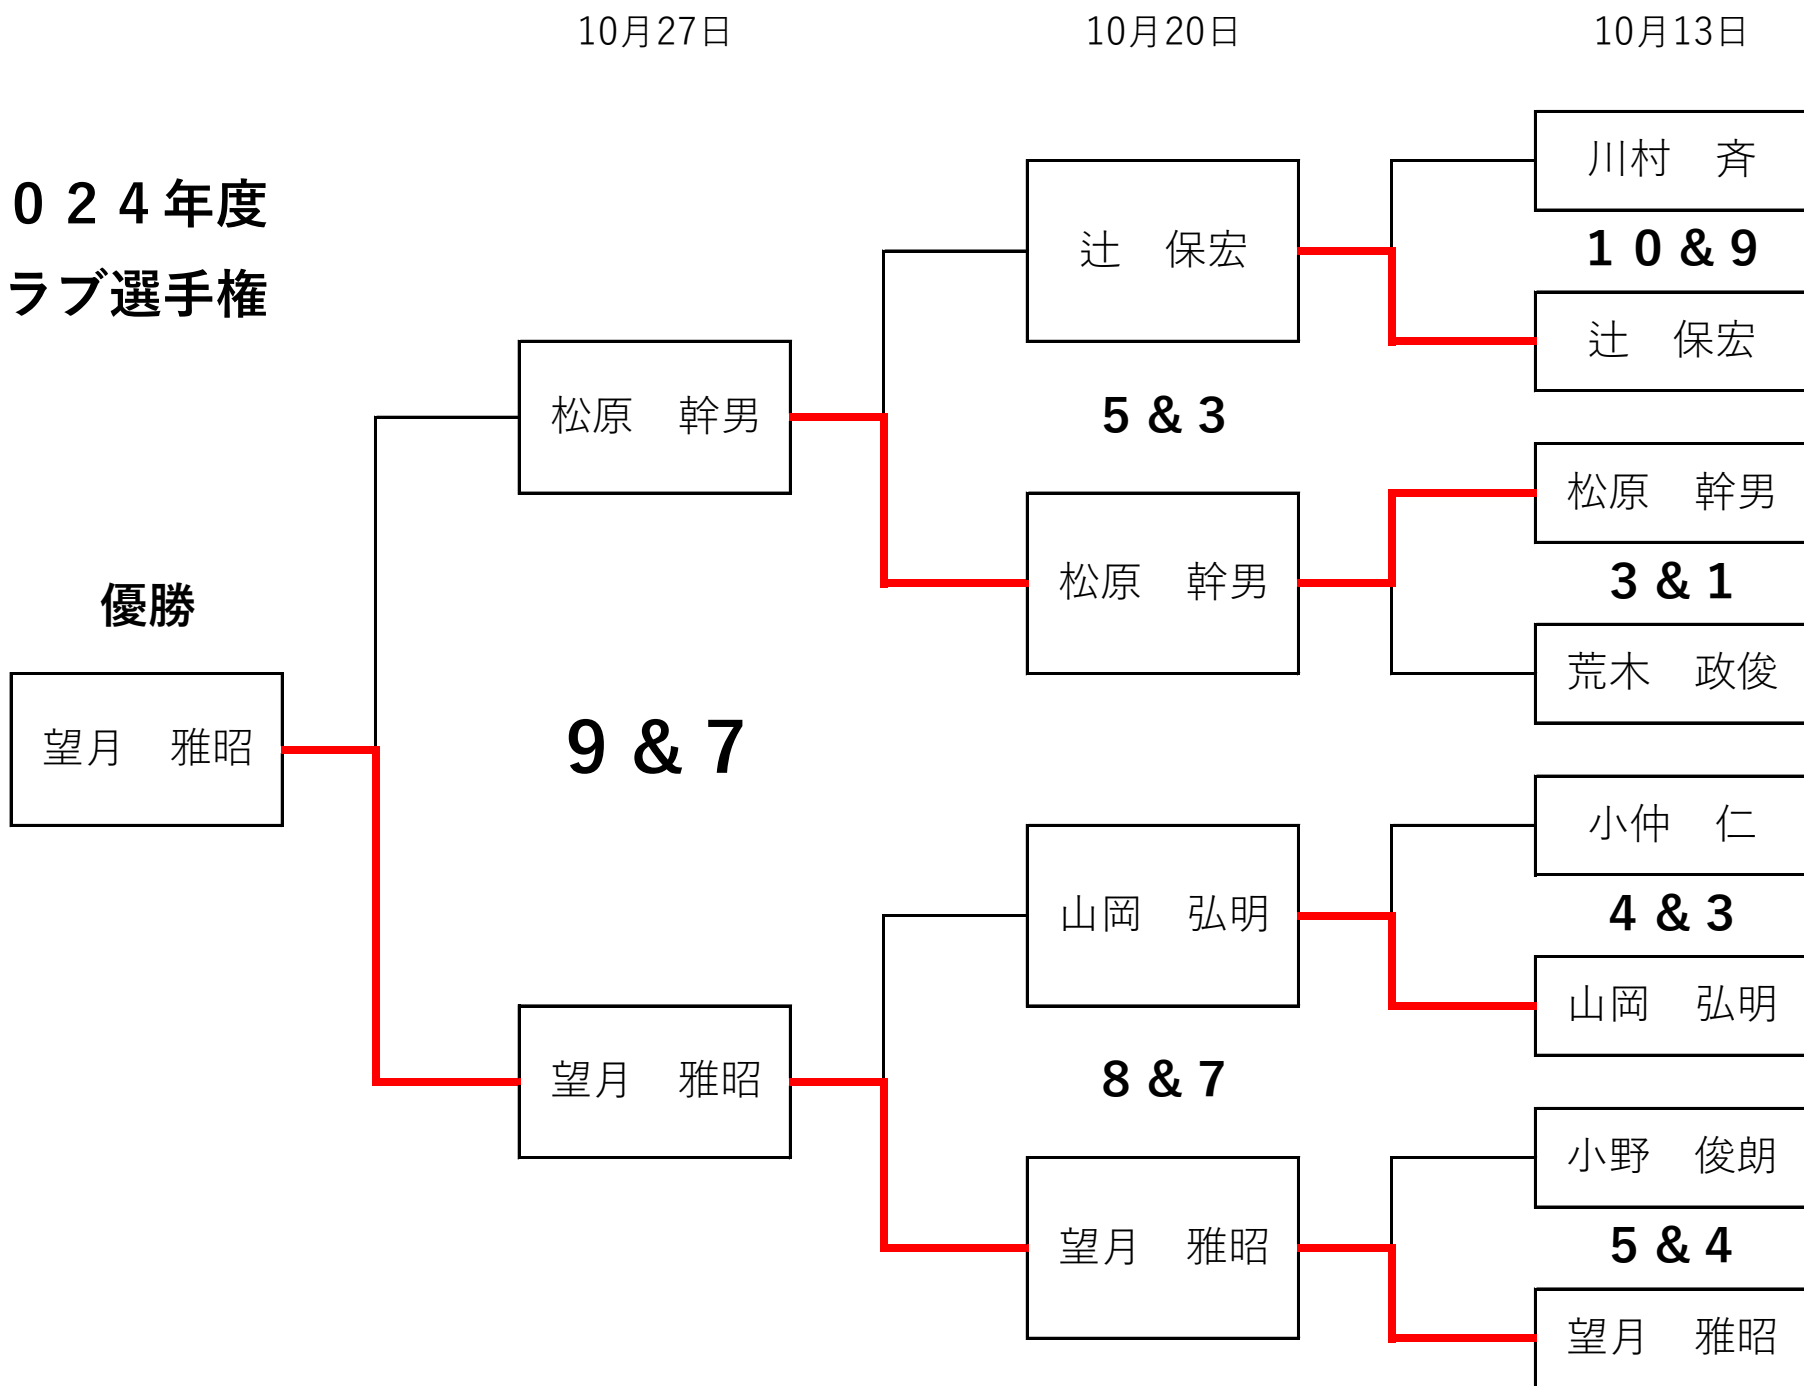 10月27日
10月20日
10月13日
０２４年度
ラブ選手権
川村　斉
１０＆９
辻　保宏
辻　保宏
松原　幹男
５＆３
松原　幹男
松原　幹男
３＆１
荒木　政俊
優勝
望月　雅昭
９＆７
小仲　仁
４＆３
山岡　弘明
山岡　弘明
望月　雅昭
８＆７
望月　雅昭
小野　俊朗
５＆４
望月　雅昭